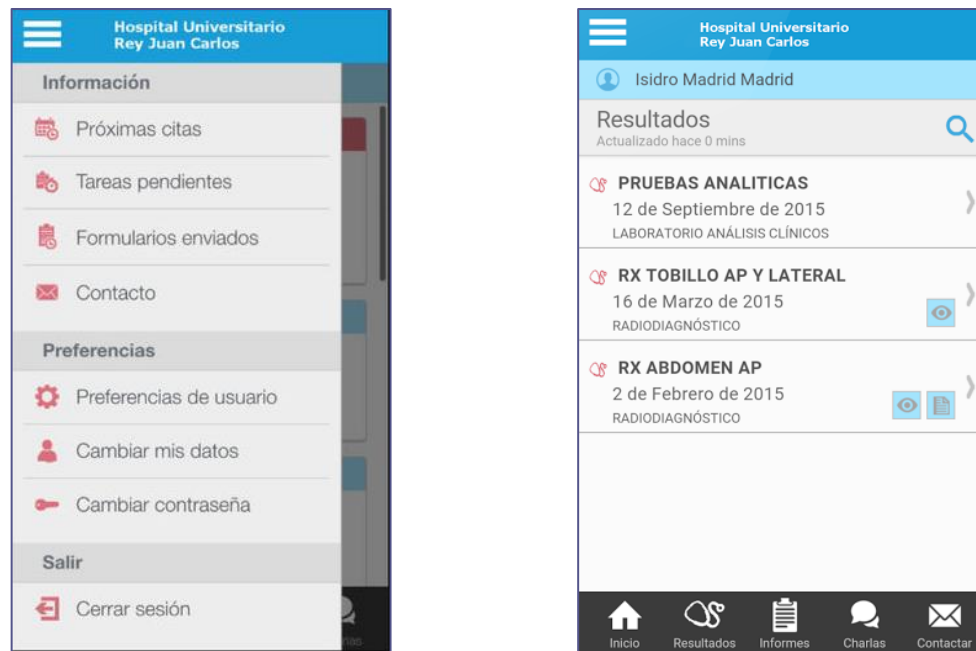 Hospital Universitario
Rey Juan Carlos
Información
Próximas citas
Tareas pendientes
Formularios enviados
Contacto
Preferencias
Preferencias de usuario
Cambiar mis datos
Cambiar contraseña
Salir
Cerrar sesión
Hospital Universitario
Rey Juan Carlos
Isidro Madrid Madrid
Resultados
Actualizado hace 0 mins
PRUEBAS ANALITICAS
12 de Septiembre de 2015
LABORATORIO ANÁLISIS CLÍNICOS
RX TOBILLO AP Y LATERAL
16 de Marzo de 2015
RADIODIAGNÓSTICO
RX ABDOMEN AP
2 de Febrero de 2015
RADIODIAGNÓSTICO
Inicio Resultados Informes Charlas Contactar